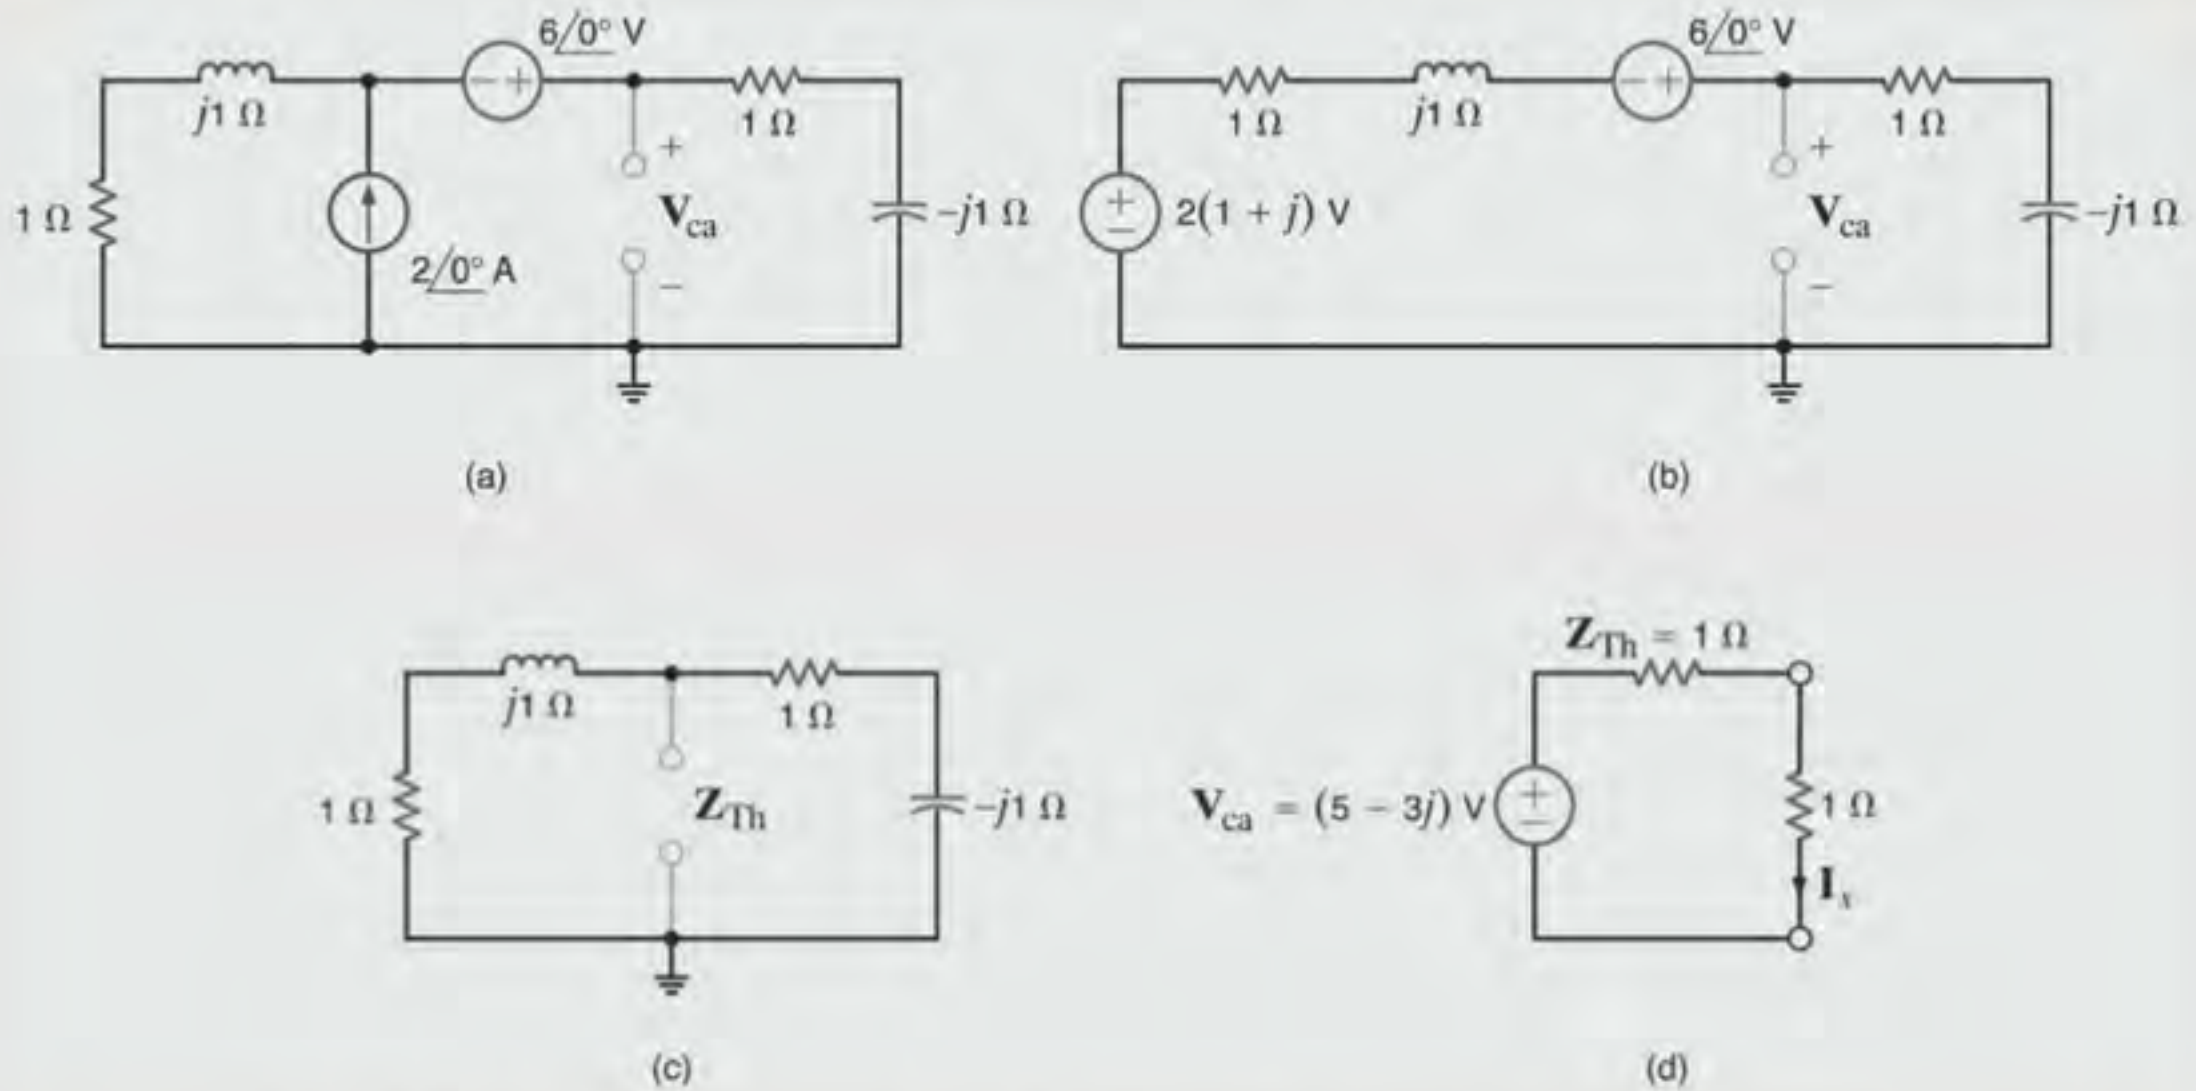 6/0° V
j1 Ω
1 Ω
1 Ω
+
V_ca
−
−j1 Ω
2/0° A
(a)
6/0° V
1 Ω
j1 Ω
1 Ω
2(1 + j) V
+
V_ca
−
−j1 Ω
(b)
j1 Ω
1 Ω
1 Ω
Z_Th
−j1 Ω
(c)
Z_Th = 1 Ω
V_ca = (5 − 3j) V
1 Ω
I_x
(d)